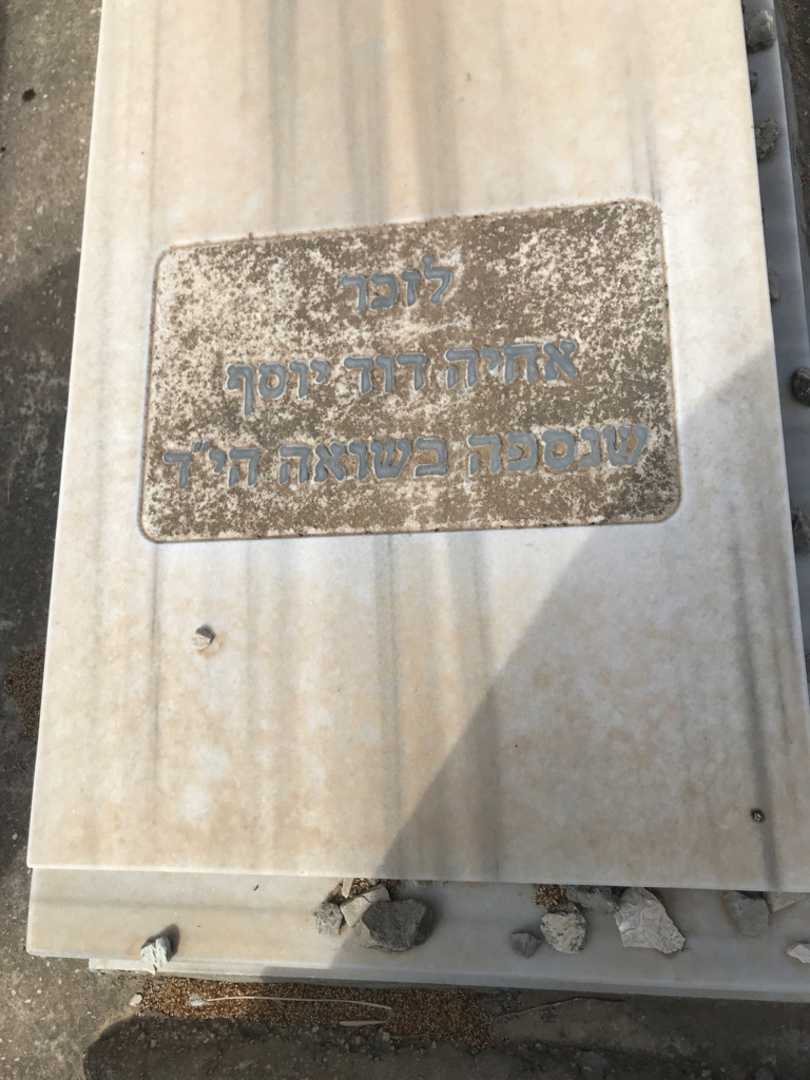 לזכר
אחיה דוד יוסף
שנספה בשואה הי״ד